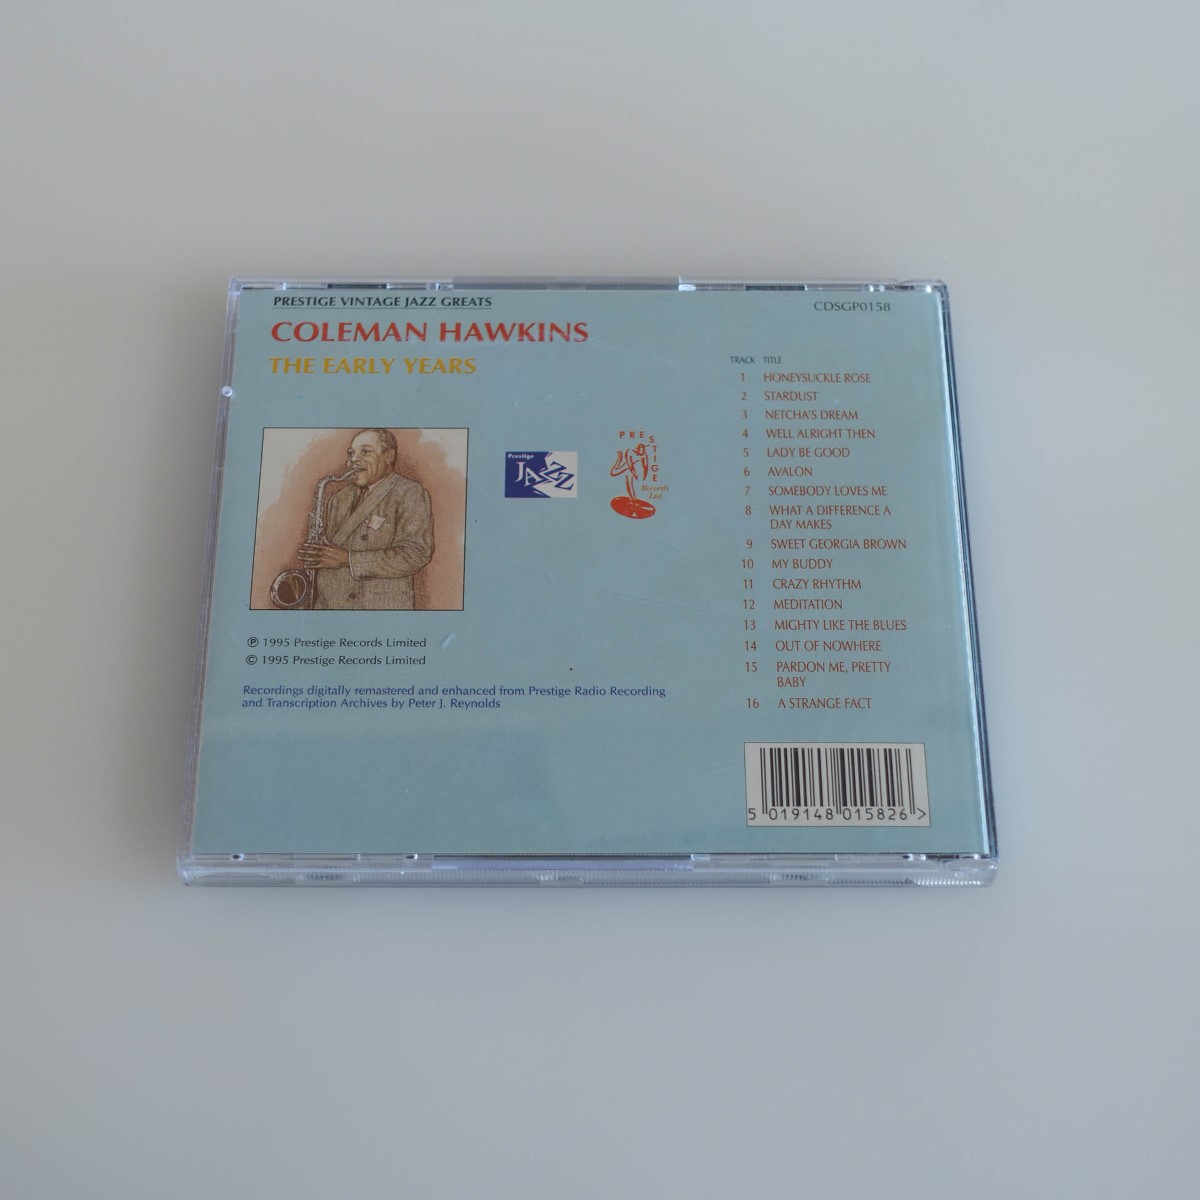 PRESTIGE VINTAGE JAZZ GREATS
CDSGP0158
COLEMAN HAWKINS
THE EARLY YEARS
Prestige
JAZZ
PRESTIGE
Records
Ltd
℗ 1995 Prestige Records Limited
© 1995 Prestige Records Limited
Recordings digitally remastered and enhanced from Prestige Radio Recording
and Transcription Archives by Peter J. Reynolds
TRACK TITLE
1 HONEYSUCKLE ROSE
2 STARDUST
3 NETCHA'S DREAM
4 WELL ALRIGHT THEN
5 LADY BE GOOD
6 AVALON
7 SOMEBODY LOVES ME
8 WHAT A DIFFERENCE A
DAY MAKES
9 SWEET GEORGIA BROWN
10 MY BUDDY
11 CRAZY RHYTHM
12 MEDITATION
13 MIGHTY LIKE THE BLUES
14 OUT OF NOWHERE
15 PARDON ME, PRETTY
BABY
16 A STRANGE FACT
5 019148 015826 >